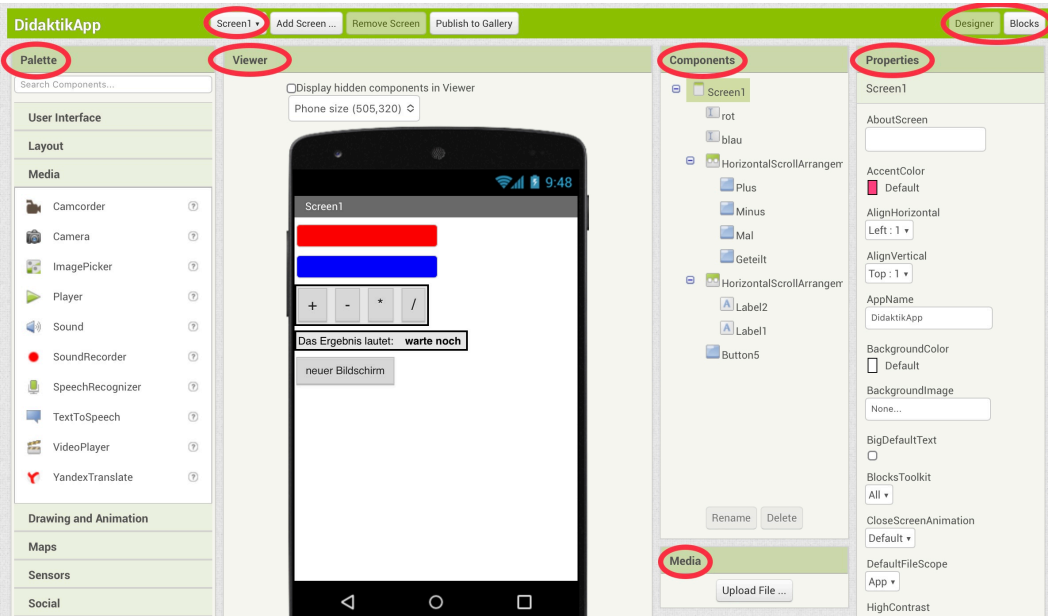 DidaktikApp
Screen1 Add Screen ... Remove Screen Publish to Gallery
Designer Blocks
Palette
Search Components...
User Interface
Layout
Media
Camcorder
Camera
ImagePicker
Player
Sound
SoundRecorder
SpeechRecognizer
TextToSpeech
VideoPlayer
YandexTranslate
Drawing and Animation
Maps
Sensors
Social
Viewer
Display hidden components in Viewer
Phone size (505,320)
9:48
Screen1
+ - * /
Das Ergebnis lautet: warte noch
neuer Bildschirm
Components
Screen1
rot
blau
HorizontalScrollArrangem
Plus
Minus
Mal
Geteilt
HorizontalScrollArrangem
Label2
Label1
Button5
Rename Delete
Media
Upload File ...
Properties
Screen1
AboutScreen
AccentColor
Default
AlignHorizontal
Left : 1
AlignVertical
Top : 1
AppName
DidaktikApp
BackgroundColor
Default
BackgroundImage
None...
BigDefaultText
BlocksToolkit
All
CloseScreenAnimation
Default
DefaultFileScope
App
HighContrast